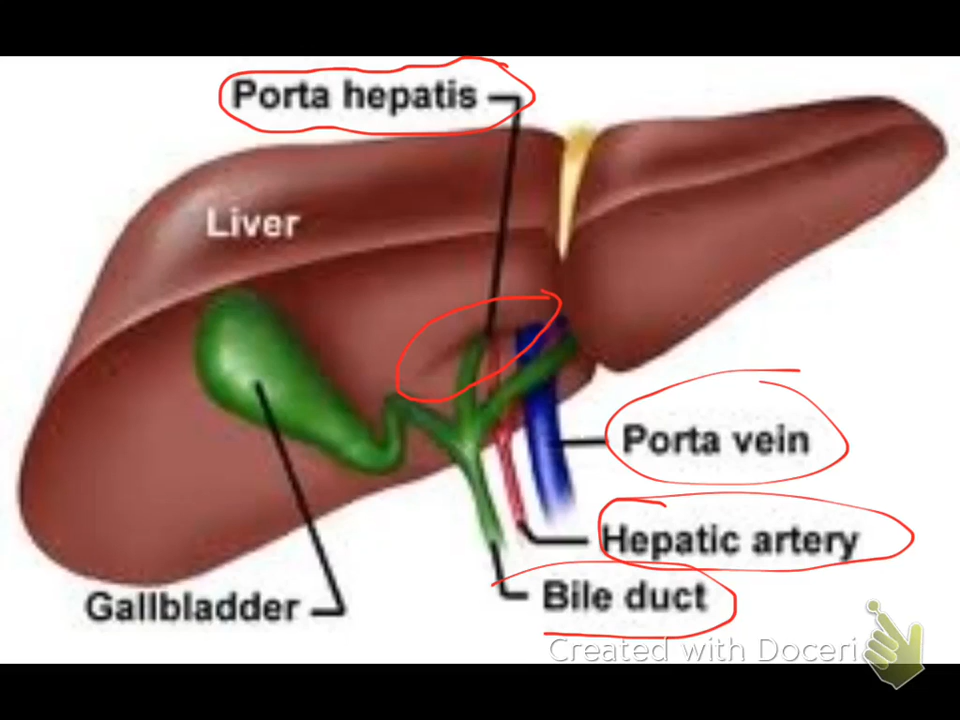 Porta hepatis
Liver
Porta vein
Hepatic artery
Bile duct
Gallbladder
Created with Doceri